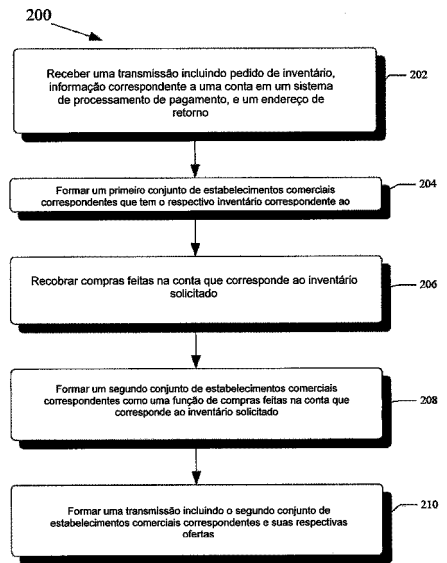 200
Receber uma transmissão incluindo pedido de inventário,
informação correspondente a uma conta em um sistema
de processamento de pagamento, e um endereço de
retorno
202
Formar um primeiro conjunto de estabelecimentos comerciais
correspondentes que tem o respectivo inventário correspondente ao
204
Recobrar compras feitas na conta que corresponde ao inventário
solicitado
206
Formar um segundo conjunto de estabelecimentos comerciais
correspondentes como uma função de compras feitas na conta que
corresponde ao inventário solicitado
208
Formar uma transmissão incluindo o segundo conjunto de
estabelecimentos comerciais correspondentes e suas respectivas
ofertas
210